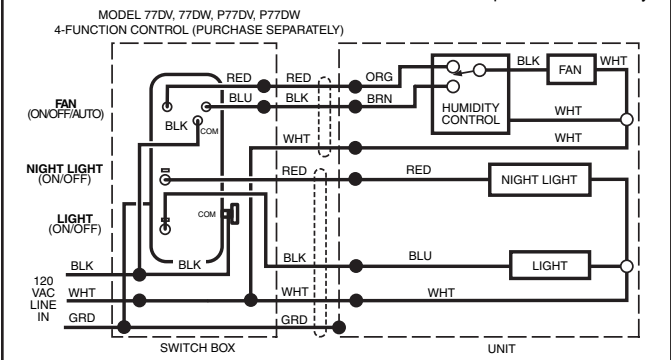 MODEL 77DV, 77DW, P77DV, P77DW
4-FUNCTION CONTROL (PURCHASE SEPARATELY)
RED RED ORG BLK WHT
FAN
FAN
(ON/OFF/AUTO)
BLU BLK BRN
BLK COM
HUMIDITY
CONTROL
WHT
WHT WHT
NIGHT LIGHT
(ON/OFF)
RED RED
NIGHT LIGHT
LIGHT
(ON/OFF)
COM
BLK BLK BLK BLU
LIGHT
120
VAC
LINE
IN
WHT WHT WHT
GRD GRD
SWITCH BOX UNIT